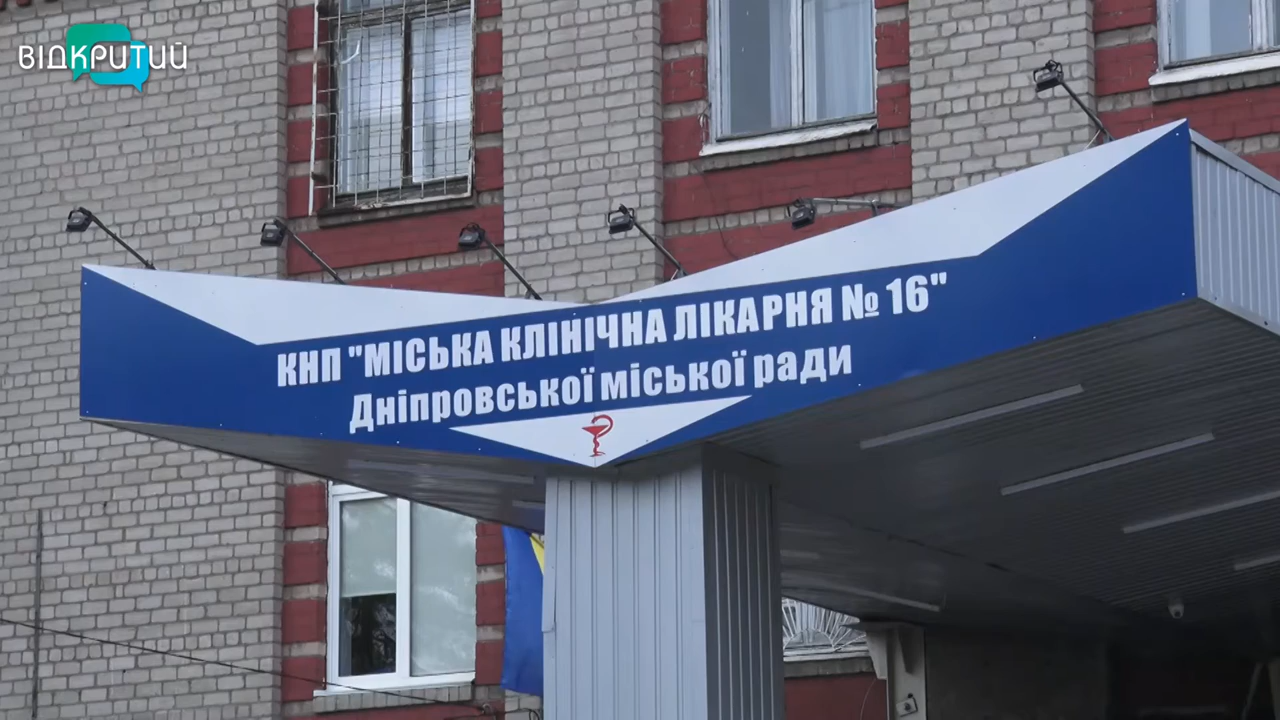 ВІДКРИТИЙ
КНП "МІСЬКА КЛІНІЧНА ЛІКАРНЯ № 16"
Дніпровської міської ради